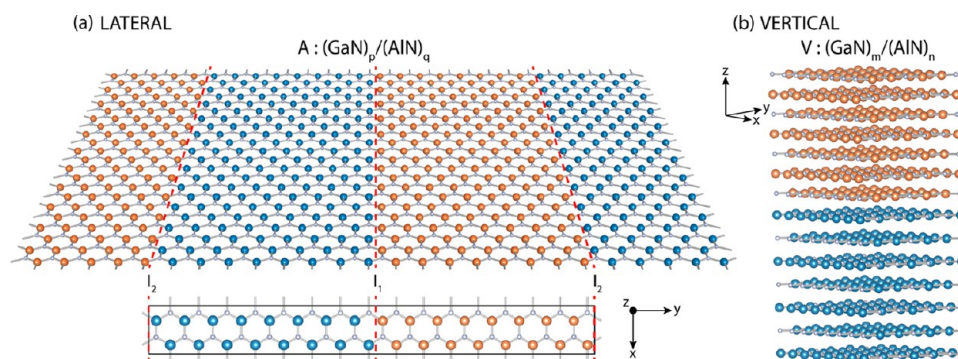 (a) LATERAL
A : (GaN)p/(AlN)q
I2
I1
I2
z
y
x
(b) VERTICAL
V : (GaN)m/(AlN)n
z
y
x